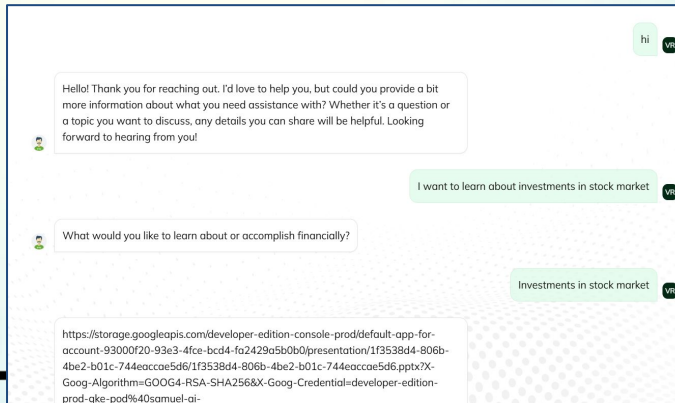 hi
VR
Hello! Thank you for reaching out. I'd love to help you, but could you provide a bit
more information about what you need assistance with? Whether it's a question or
a topic you want to discuss, any details you can share will be helpful. Looking
forward to hearing from you!
I want to learn about investments in stock market
VR
What would you like to learn about or accomplish financially?
Investments in stock market
VR
https://storage.googleapis.com/developer-edition-console-prod/default-app-for-
account-93000f20-93e3-4fce-bcd4-fa2429a5b0b0/presentation/1f3538d4-806b-
4be2-b01c-744eaccae5d6/1f3538d4-806b-4be2-b01c-744eaccae5d6.pptx?X-
Goog-Algorithm=GOOG4-RSA-SHA256&X-Goog-Credential=developer-edition-
prod-gke-pod%40samuel-ai-